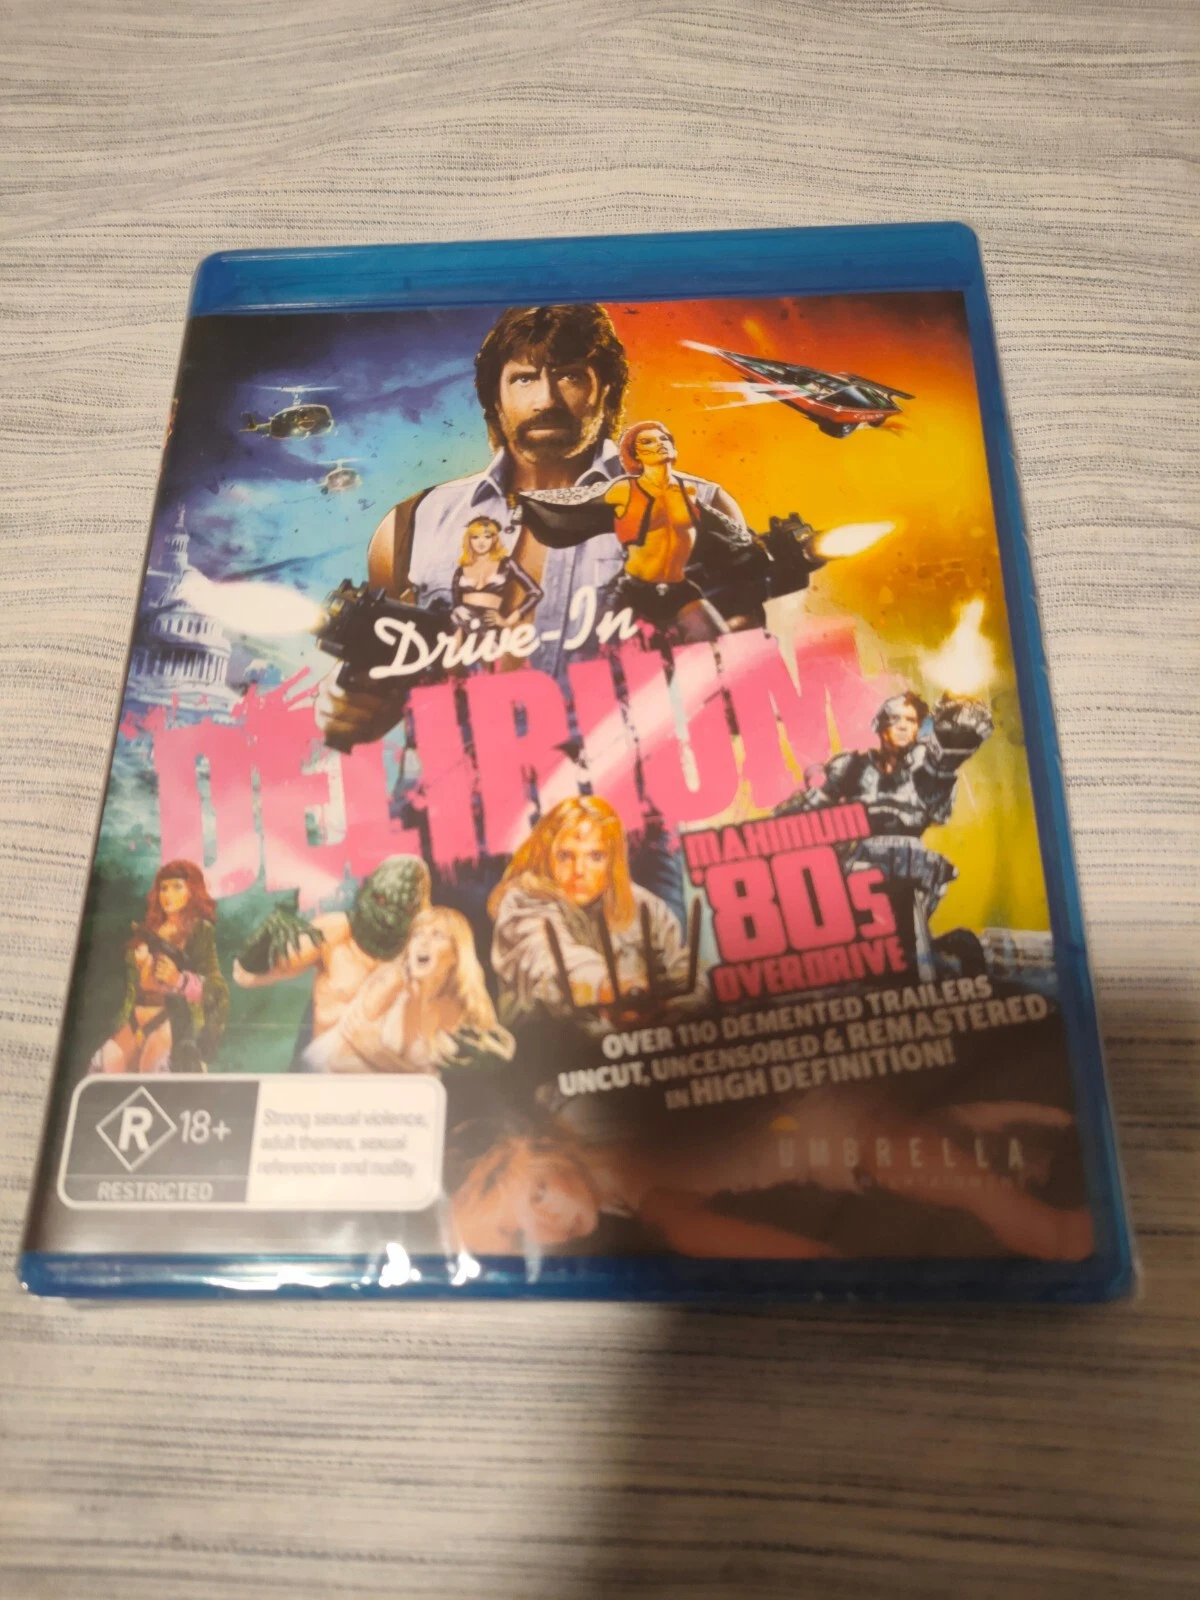 Drive-In
DELIRIUM
MAXIMUM
'80s
OVERDRIVE
OVER 110 DEMENTED TRAILERS
UNCUT, UNCENSORED & REMASTERED
IN HIGH DEFINITION!
R 18+
RESTRICTED
Strong sexual violence,
adult themes, sexual
references and nudity
UMBRELLA